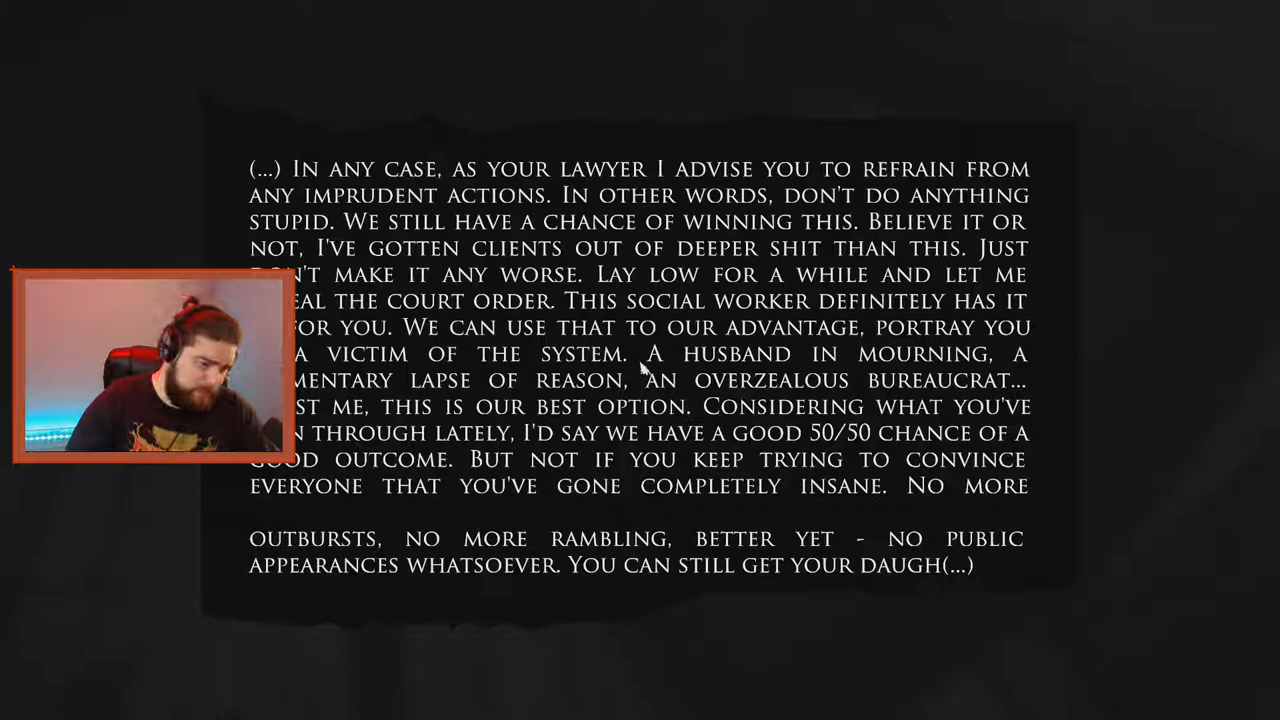 (...) In any case, as your lawyer I advise you to refrain from
any imprudent actions. In other words, don't do anything
stupid. We still have a chance of winning this. Believe it or
not, I've gotten clients out of deeper shit than this. Just
make it any worse. Lay low for a while and let me
the court order. This social worker definitely has it
for you. We can use that to our advantage, portray you
a victim of the system. A husband in mourning, a
lapse of reason, an overzealous bureaucrat...
me, this is our best option. Considering what you've
through lately, I'd say we have a good 50/50 chance of a
good outcome. But not if you keep trying to convince
everyone that you've gone completely insane. No more
outbursts, no more rambling, better yet - no public
appearances whatsoever. You can still get your daugh(...)